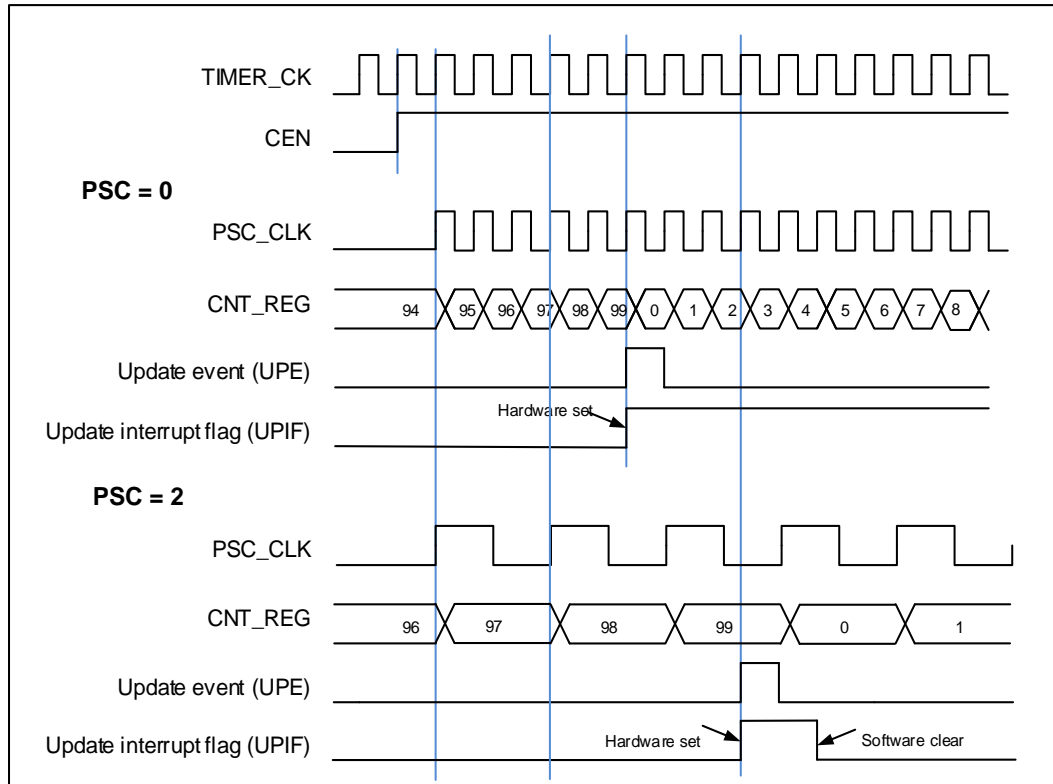 TIMER_CK
CEN
PSC = 0
PSC_CLK
CNT_REG 94 95 96 97 98 99 0 1 2 3 4 5 6 7 8
Update event (UPE)
Hardware set
Update interrupt flag (UPIF)
PSC = 2
PSC_CLK
CNT_REG 96 97 98 99 0 1
Update event (UPE)
Update interrupt flag (UPIF) Hardware set Software clear